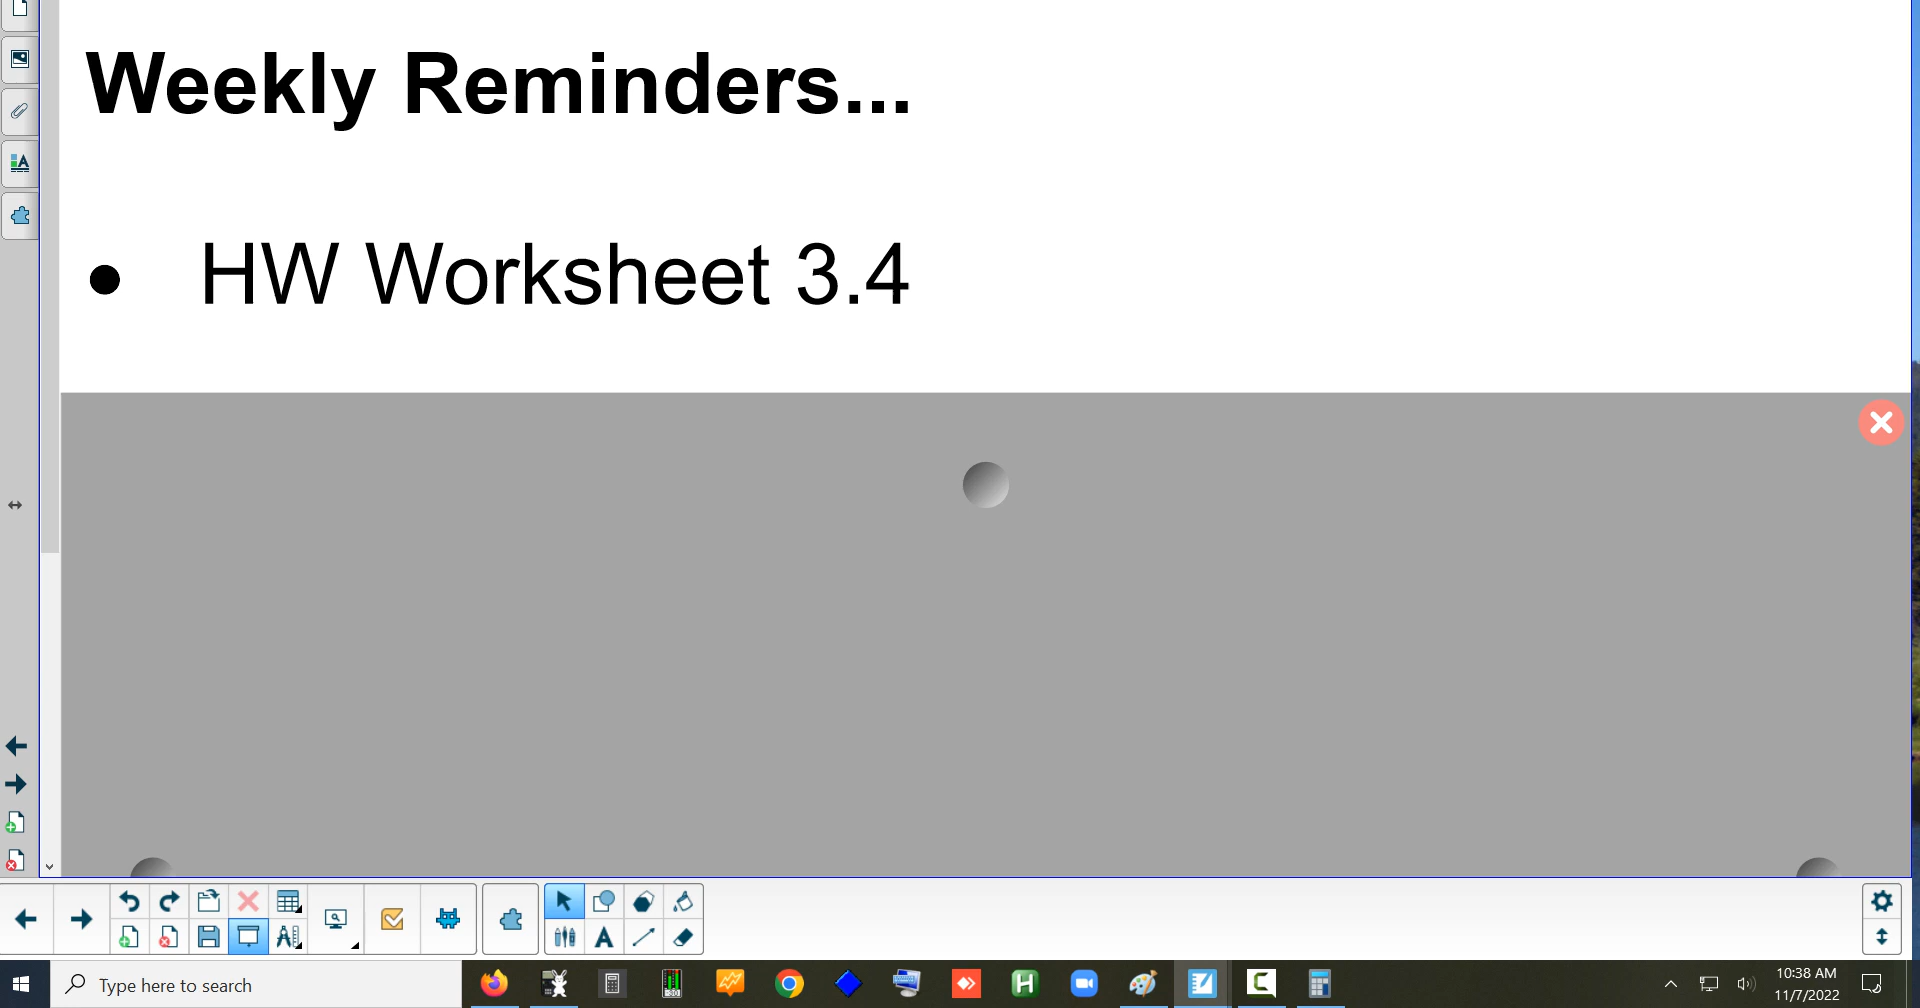 Weekly Reminders...
● HW Worksheet 3.4
Type here to search
10:38 AM
11/7/2022